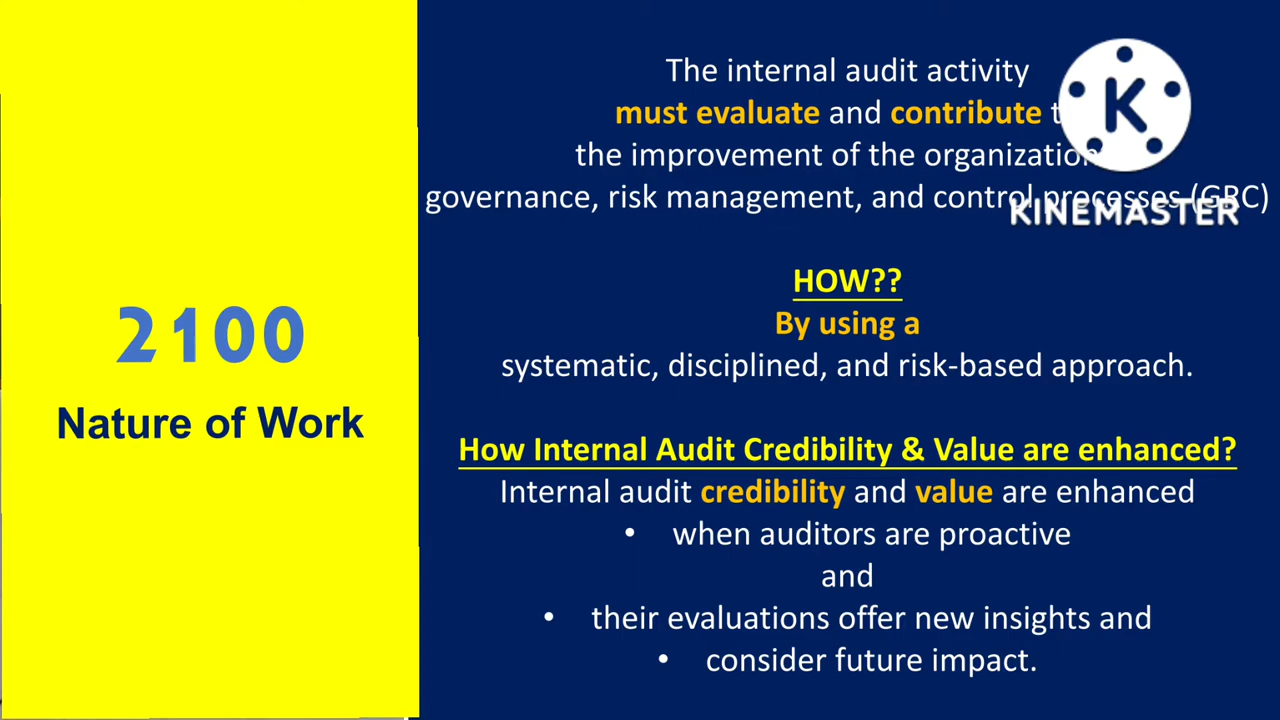 2100
Nature of Work
The internal audit activity
must evaluate and contribute t
the improvement of the organization
governance, risk management, and control processes (GRC)
K
KINEMASTER
HOW??
By using a
systematic, disciplined, and risk-based approach.
How Internal Audit Credibility & Value are enhanced?
Internal audit credibility and value are enhanced
• when auditors are proactive
and
• their evaluations offer new insights and
• consider future impact.